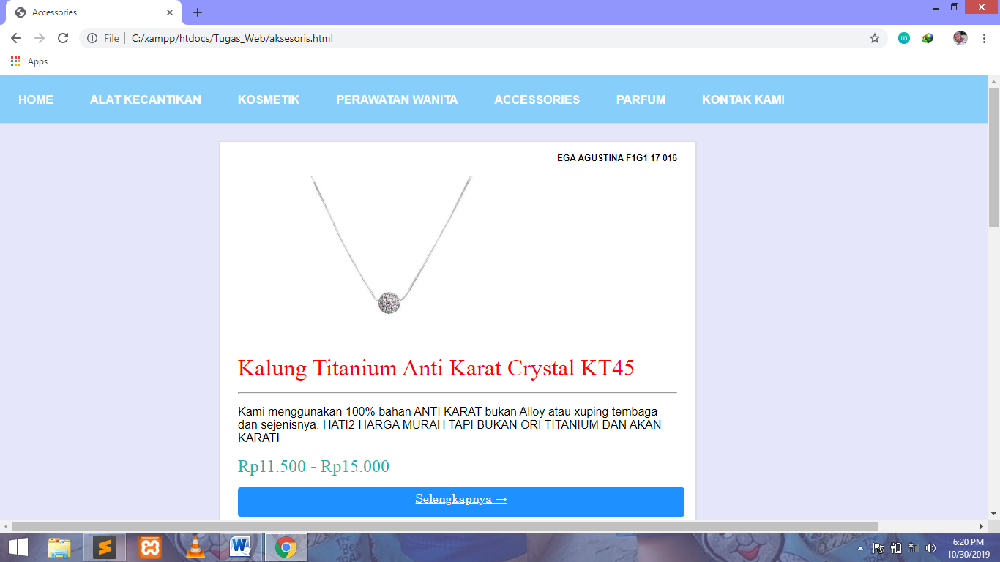 Accessories
File
C:/xampp/htdocs/Tugas_Web/aksesoris.html
m
Apps
HOME ALAT KECANTIKAN KOSMETIK PERAWATAN WANITA ACCESSORIES PARFUM KONTAK KAMI
EGA AGUSTINA F1G1 17 016
Kalung Titanium Anti Karat Crystal KT45
Kami menggunakan 100% bahan ANTI KARAT bukan Alloy atau xuping tembaga
dan sejenisnya. HATI2 HARGA MURAH TAPI BUKAN ORI TITANIUM DAN AKAN
KARAT!
Rp11.500 - Rp15.000
Selengkapnya →
6:20 PM
10/30/2019